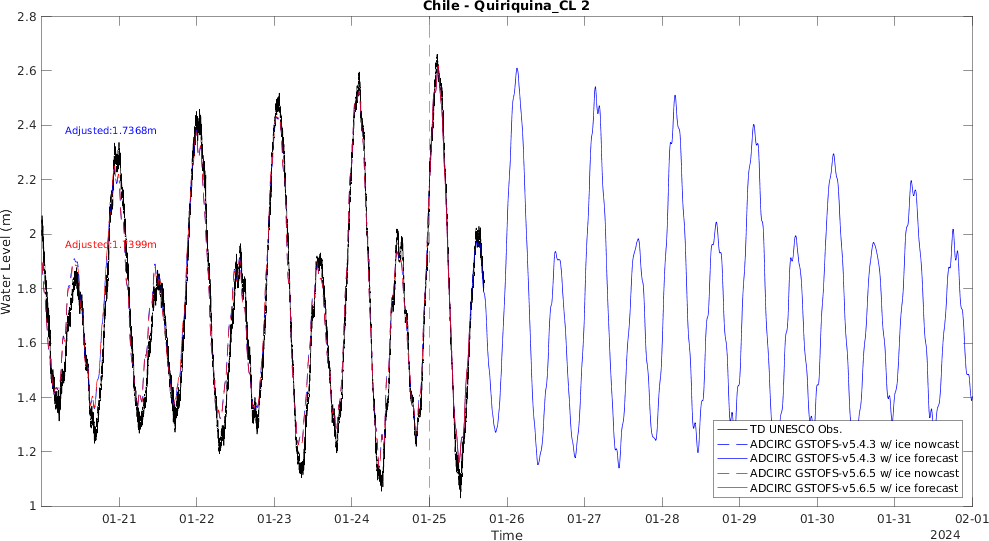 Chile - Quiriquina_CL 2
2.8
2.6
2.4
2.2
2
1.8
1.6
1.4
1.2
1
Water Level (m)
Adjusted:1.7368m
Adjusted:1.7399m
TD UNESCO Obs.
ADCIRC GSTOFS-v5.4.3 w/ ice nowcast
ADCIRC GSTOFS-v5.4.3 w/ ice forecast
ADCIRC GSTOFS-v5.6.5 w/ ice nowcast
ADCIRC GSTOFS-v5.6.5 w/ ice forecast
01-21 01-22 01-23 01-24 01-25 01-26 01-27 01-28 01-29 01-30 01-31 02-01
Time
2024